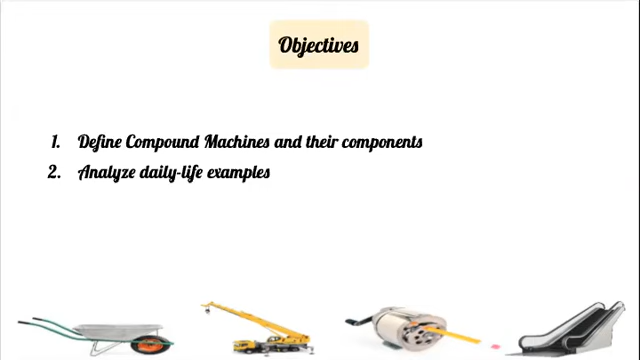 Objectives
1. Define Compound Machines and their components
2. Analyze daily-life examples